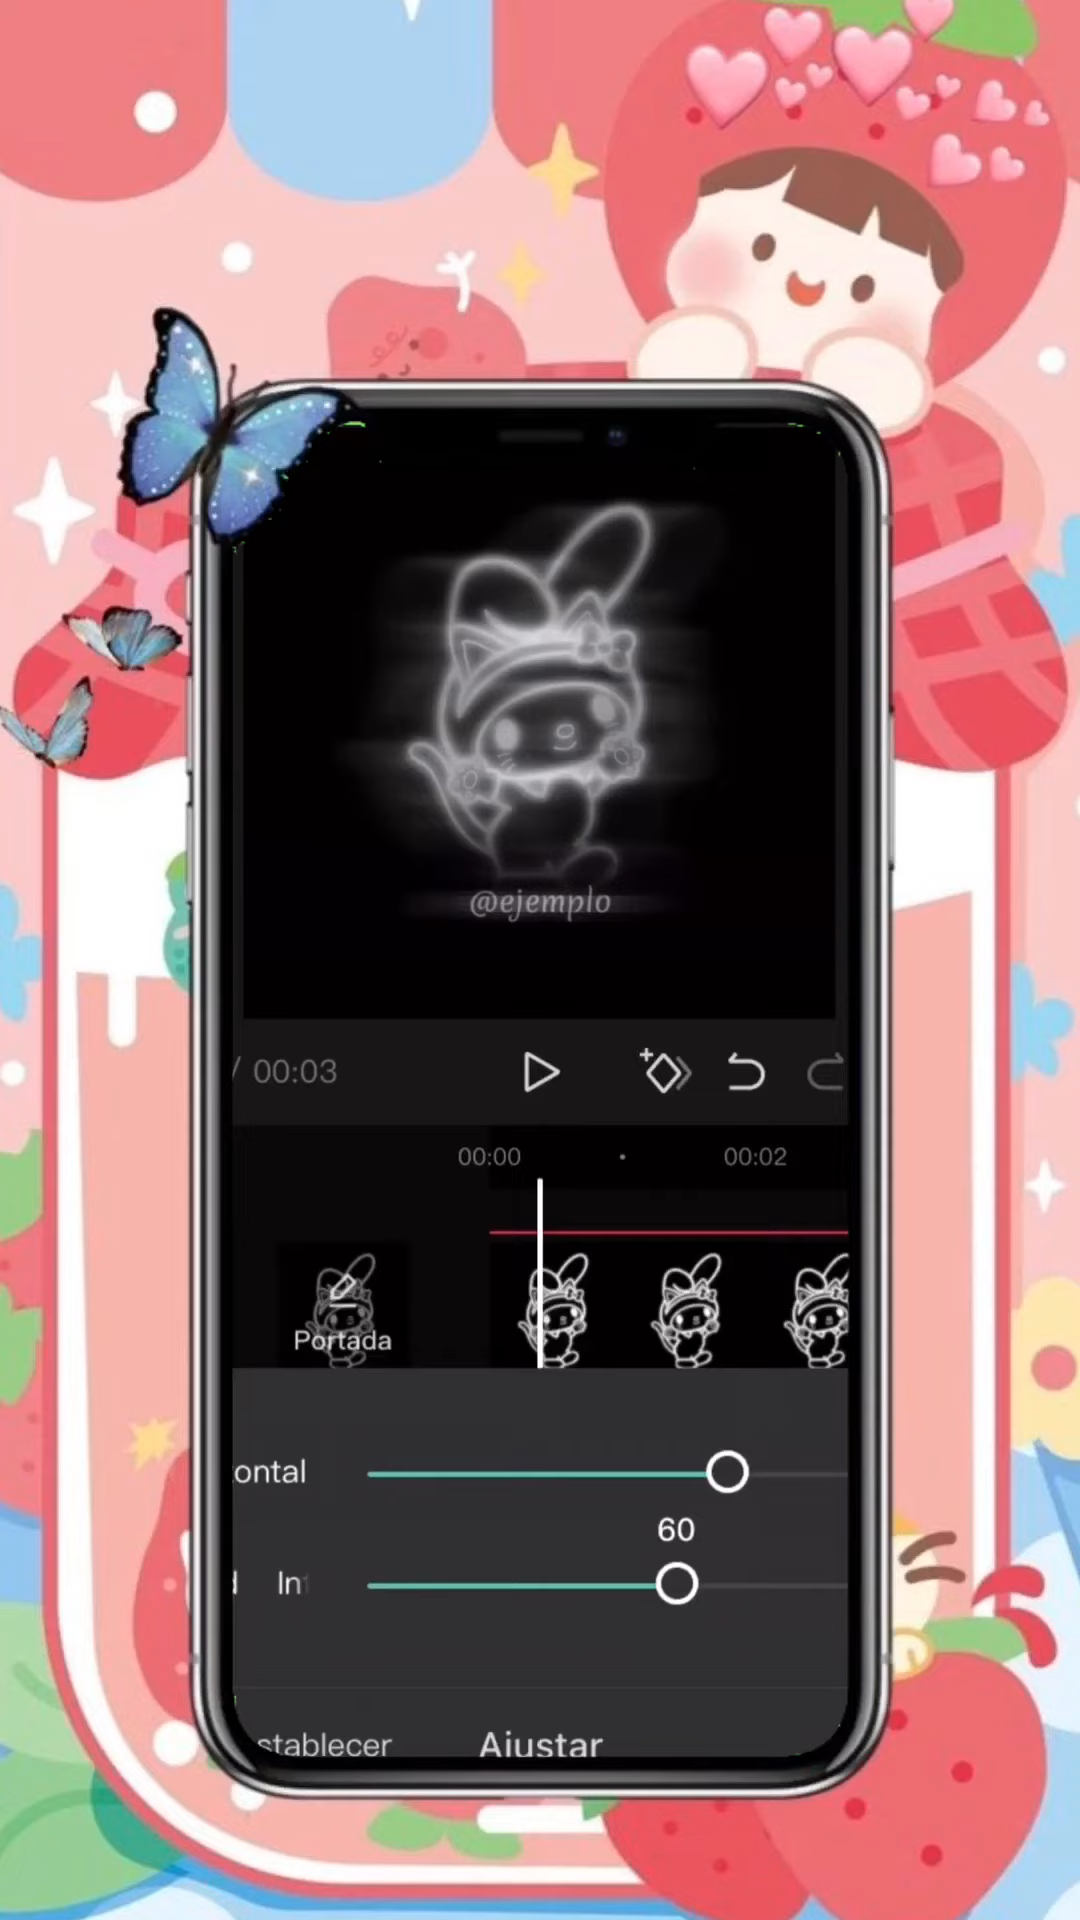 @ejemplo
/ 00:03
00:00
00:02
Portada
ontal
60
In
stablecer
Ajustar